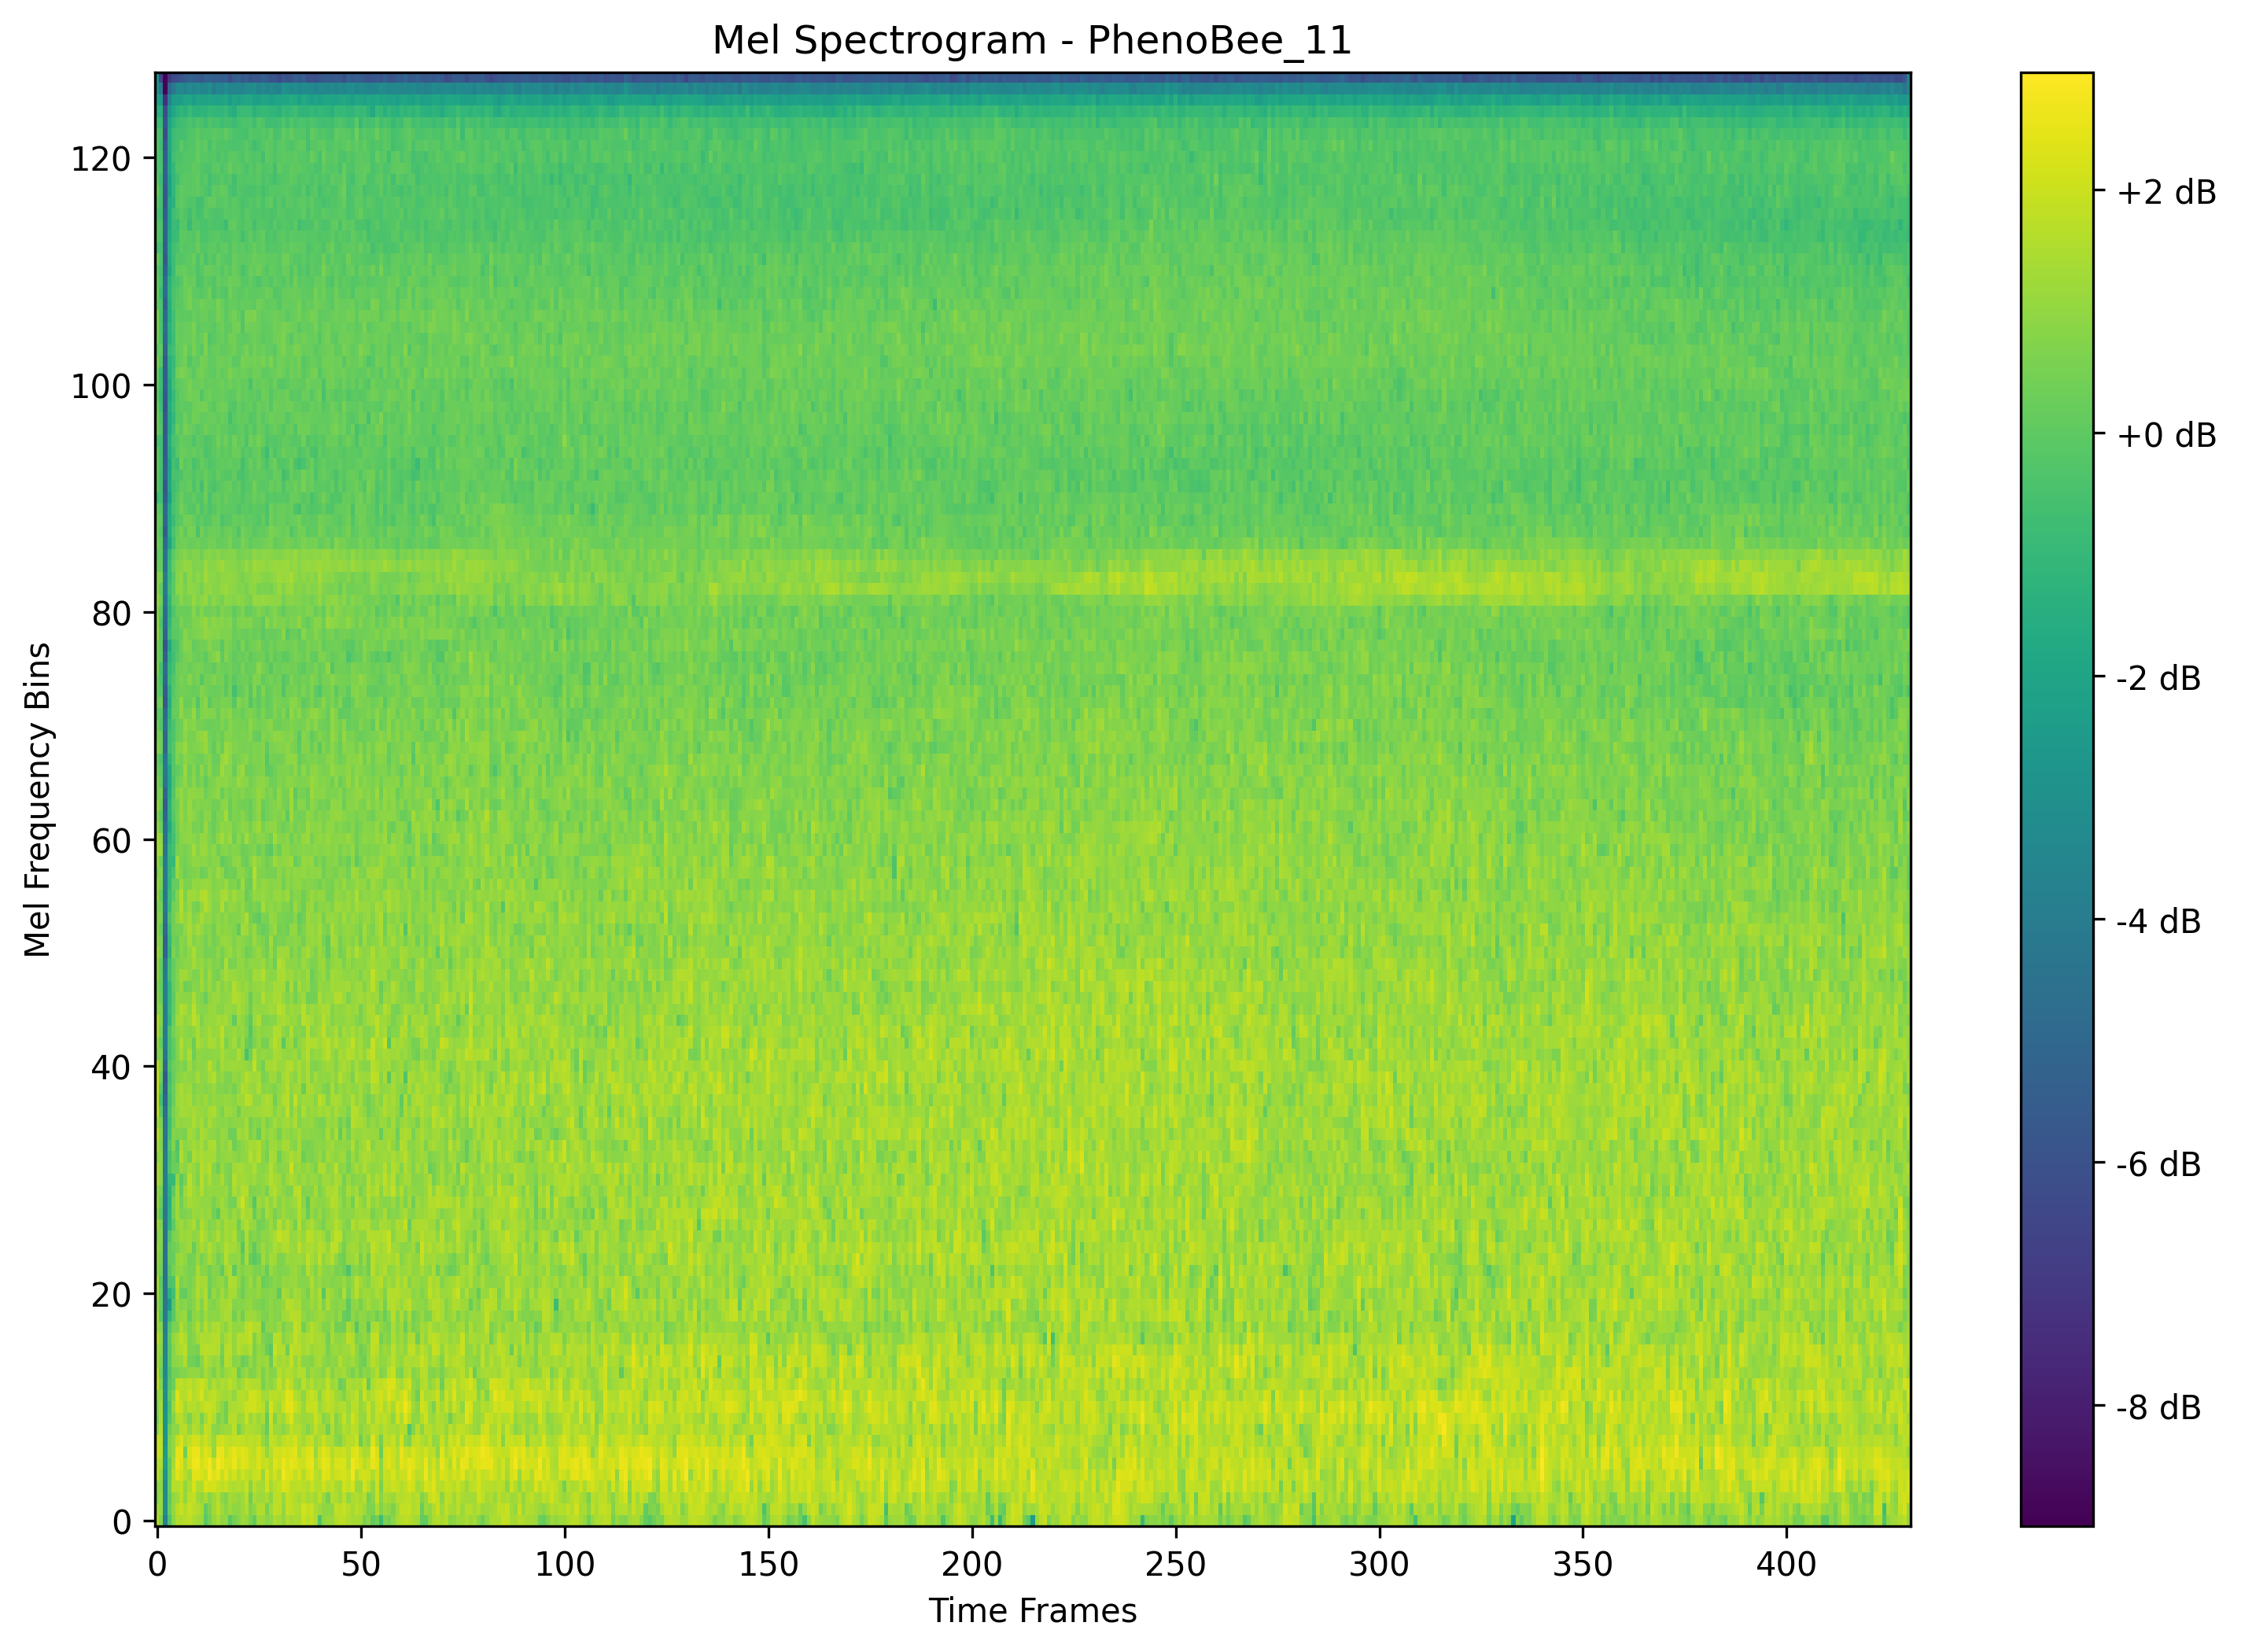 Mel Spectrogram - PhenoBee_11
Mel Frequency Bins
120
100
80
60
40
20
0
0 50 100 150 200 250 300 350 400
Time Frames
+2 dB
+0 dB
-2 dB
-4 dB
-6 dB
-8 dB